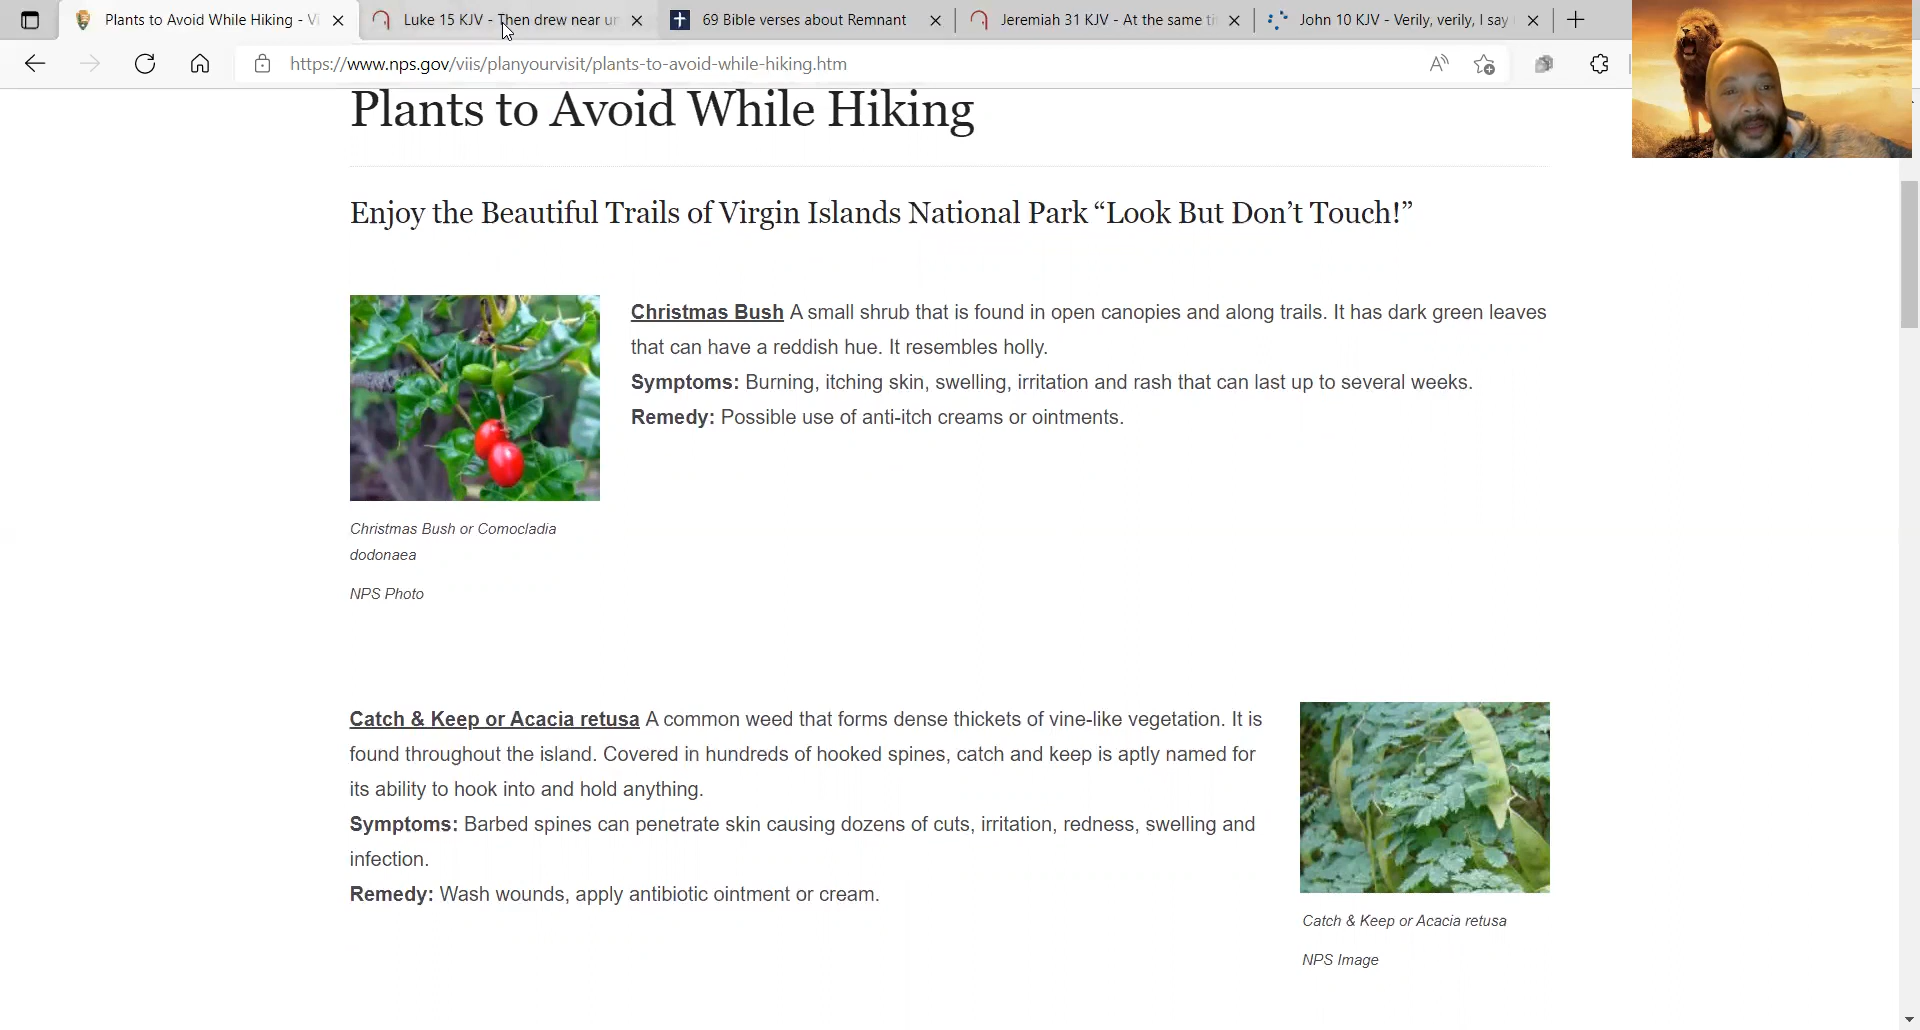 Plants to Avoid While Hiking - Vi
Luke 15 KJV - Then drew near un
69 Bible verses about Remnant
Jeremiah 31 KJV - At the same ti
John 10 KJV - Verily, verily, I say
https://www.nps.gov/viis/planyourvisit/plants-to-avoid-while-hiking.htm
Plants to Avoid While Hiking
Enjoy the Beautiful Trails of Virgin Islands National Park “Look But Don’t Touch!”
Christmas Bush A small shrub that is found in open canopies and along trails. It has dark green leaves
that can have a reddish hue. It resembles holly.
Symptoms: Burning, itching skin, swelling, irritation and rash that can last up to several weeks.
Remedy: Possible use of anti-itch creams or ointments.
Christmas Bush or Comocladia
dodonaea
NPS Photo
Catch & Keep or Acacia retusa A common weed that forms dense thickets of vine-like vegetation. It is
found throughout the island. Covered in hundreds of hooked spines, catch and keep is aptly named for
its ability to hook into and hold anything.
Symptoms: Barbed spines can penetrate skin causing dozens of cuts, irritation, redness, swelling and
infection.
Remedy: Wash wounds, apply antibiotic ointment or cream.
Catch & Keep or Acacia retusa
NPS Image